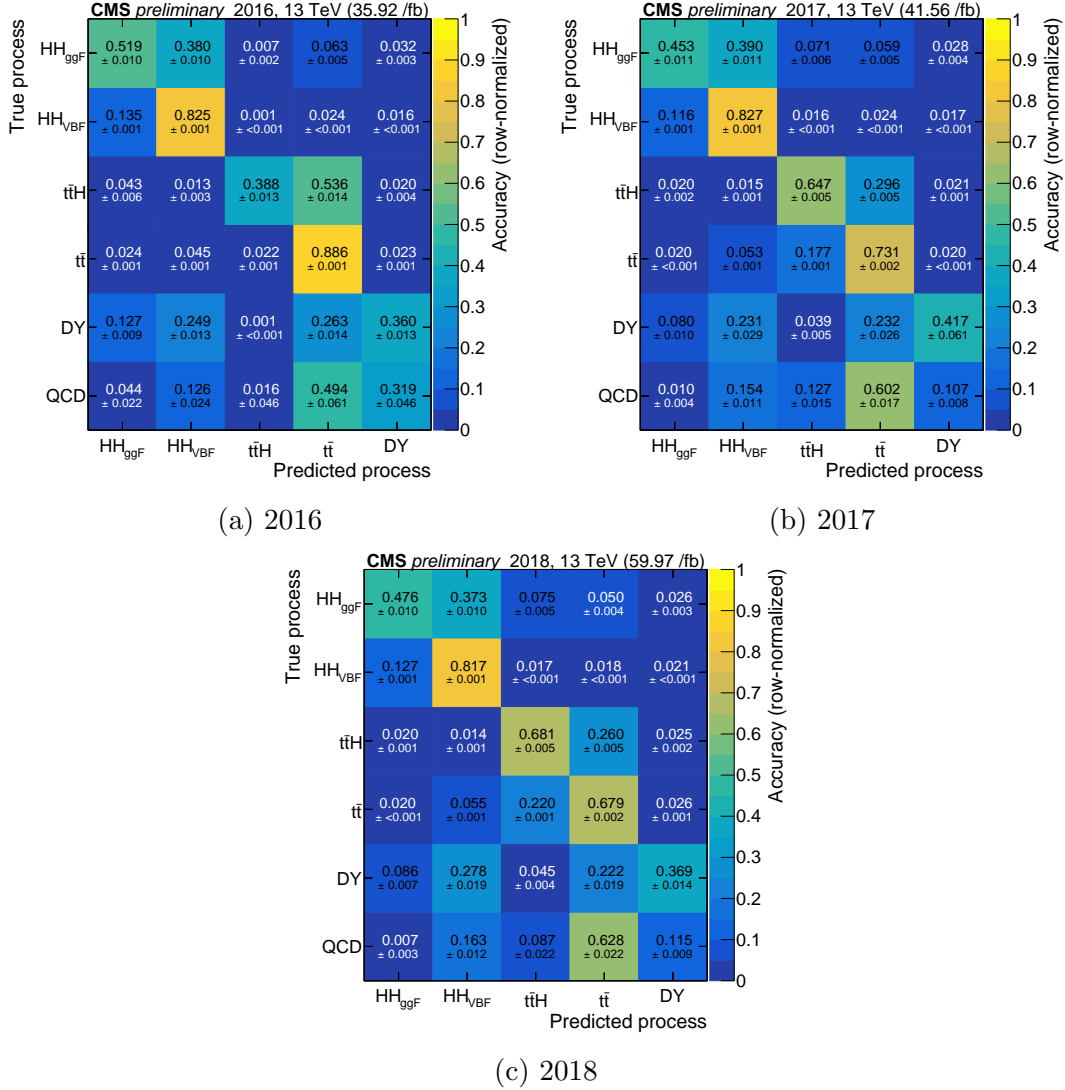 CMS preliminary 2016, 13 TeV (35.92 /fb)
True process
HH_ggF 0.519 ± 0.010 0.380 ± 0.010 0.007 ± 0.002 0.063 ± 0.005 0.032 ± 0.003
HH_VBF 0.135 ± 0.001 0.825 ± 0.001 0.001 ± <0.001 0.024 ± <0.001 0.016 ± <0.001
tt̄H 0.043 ± 0.006 0.013 ± 0.003 0.388 ± 0.013 0.536 ± 0.014 0.020 ± 0.004
tt̄ 0.024 ± 0.001 0.045 ± 0.001 0.022 ± 0.001 0.886 ± 0.001 0.023 ± 0.001
DY 0.127 ± 0.009 0.249 ± 0.013 0.001 ± <0.001 0.263 ± 0.014 0.360 ± 0.013
QCD 0.044 ± 0.022 0.126 ± 0.024 0.016 ± 0.046 0.494 ± 0.061 0.319 ± 0.046
HH_ggF HH_VBF tt̄H tt̄ DY
Predicted process
1
0.9
0.8
0.7
0.6
0.5
0.4
0.3
0.2
0.1
0
Accuracy (row-normalized)
(a) 2016
CMS preliminary 2017, 13 TeV (41.56 /fb)
True process
HH_ggF 0.453 ± 0.011 0.390 ± 0.011 0.071 ± 0.006 0.059 ± 0.005 0.028 ± 0.004
HH_VBF 0.116 ± 0.001 0.827 ± 0.001 0.016 ± <0.001 0.024 ± <0.001 0.017 ± <0.001
tt̄H 0.020 ± 0.002 0.015 ± 0.001 0.647 ± 0.005 0.296 ± 0.005 0.021 ± 0.001
tt̄ 0.020 ± <0.001 0.053 ± 0.001 0.177 ± 0.001 0.731 ± 0.002 0.020 ± <0.001
DY 0.080 ± 0.010 0.231 ± 0.029 0.039 ± 0.005 0.232 ± 0.026 0.417 ± 0.061
QCD 0.010 ± 0.004 0.154 ± 0.011 0.127 ± 0.015 0.602 ± 0.017 0.107 ± 0.008
HH_ggF HH_VBF tt̄H tt̄ DY
Predicted process
1
0.9
0.8
0.7
0.6
0.5
0.4
0.3
0.2
0.1
0
Accuracy (row-normalized)
(b) 2017
CMS preliminary 2018, 13 TeV (59.97 /fb)
True process
HH_ggF 0.476 ± 0.010 0.373 ± 0.010 0.075 ± 0.005 0.050 ± 0.004 0.026 ± 0.003
HH_VBF 0.127 ± 0.001 0.817 ± 0.001 0.017 ± <0.001 0.018 ± <0.001 0.021 ± <0.001
tt̄H 0.020 ± 0.001 0.014 ± 0.001 0.681 ± 0.005 0.260 ± 0.005 0.025 ± 0.002
tt̄ 0.020 ± <0.001 0.055 ± 0.001 0.220 ± 0.001 0.679 ± 0.002 0.026 ± 0.001
DY 0.086 ± 0.007 0.278 ± 0.019 0.045 ± 0.004 0.222 ± 0.019 0.369 ± 0.014
QCD 0.007 ± 0.003 0.163 ± 0.012 0.087 ± 0.022 0.628 ± 0.022 0.115 ± 0.009
HH_ggF HH_VBF tt̄H tt̄ DY
Predicted process
1
0.9
0.8
0.7
0.6
0.5
0.4
0.3
0.2
0.1
0
Accuracy (row-normalized)
(c) 2018